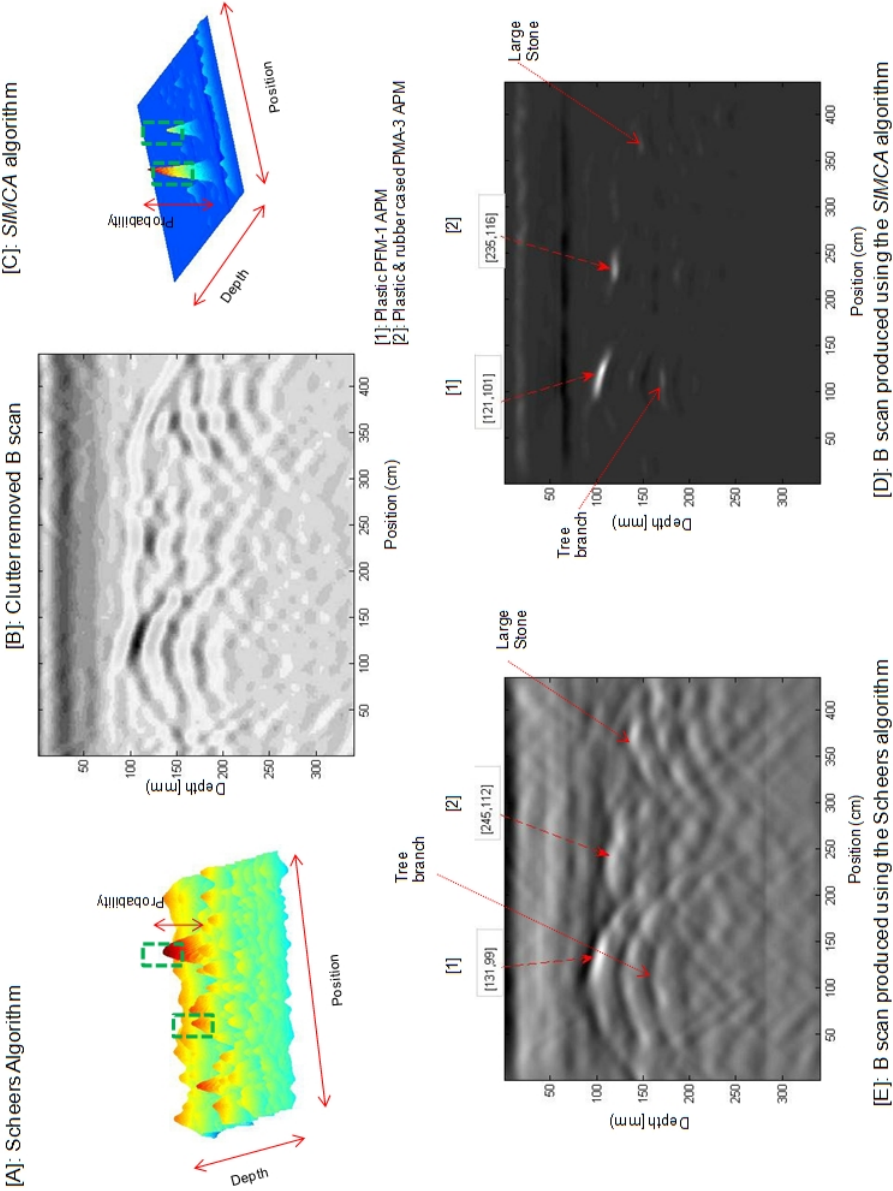 [A]: Scheers Algorithm
Probability
Depth
Position
[B]: Clutter removed B scan
Depth [mm]
50
100
150
200
250
300
50
100
150
200
250
300
350
400
Position (cm)
[C]: SIMCA algorithm
Probability
Depth
Position
[1]: Plastic PFM-1 APM
[2]: Plastic & rubber cased PMA-3 APM
[1]
[131,99]
Tree
branch
[2]
[245,112]
Large
Stone
Depth [mm]
50
100
150
200
250
300
50
100
150
200
250
300
350
400
Position (cm)
[E]: B scan produced using the Scheers algorithm
Tree
branch
[1]
[121,101]
[2]
[235,116]
Large
Stone
Depth [mm]
50
100
150
200
250
300
50
100
150
200
250
300
350
400
Position (cm)
[D]: B scan produced using the SIMCA algorithm